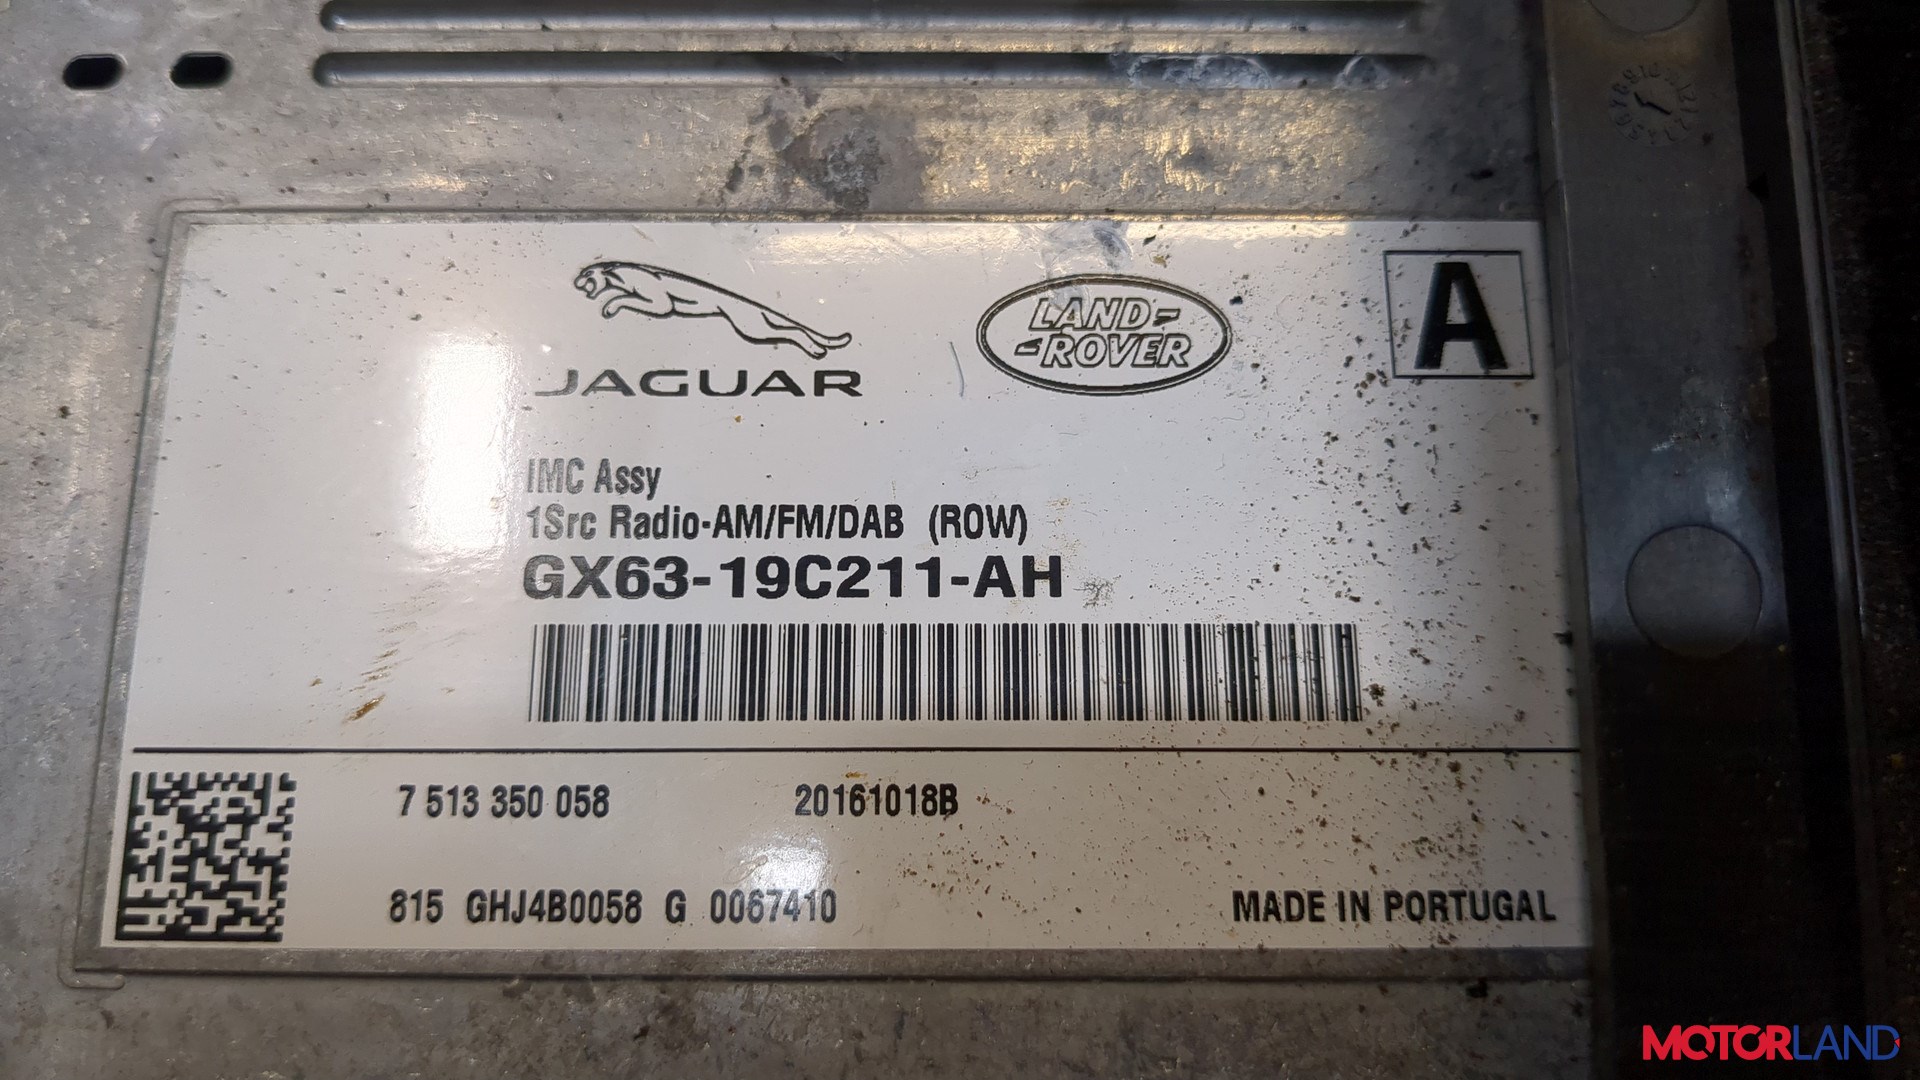 JAGUAR
LAND-
-ROVER
A
IMC Assy
1Src Radio-AM/FM/DAB (ROW)
GX63-19C211-AH
7 513 350 058 20161018B
815 GHJ4B0058 G 0067410 MADE IN PORTUGAL
MOTORLAND